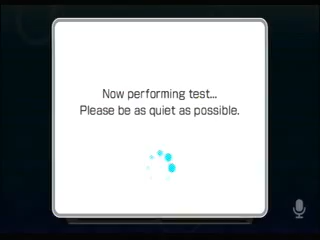 Now performing test...
Please be as quiet as possible.